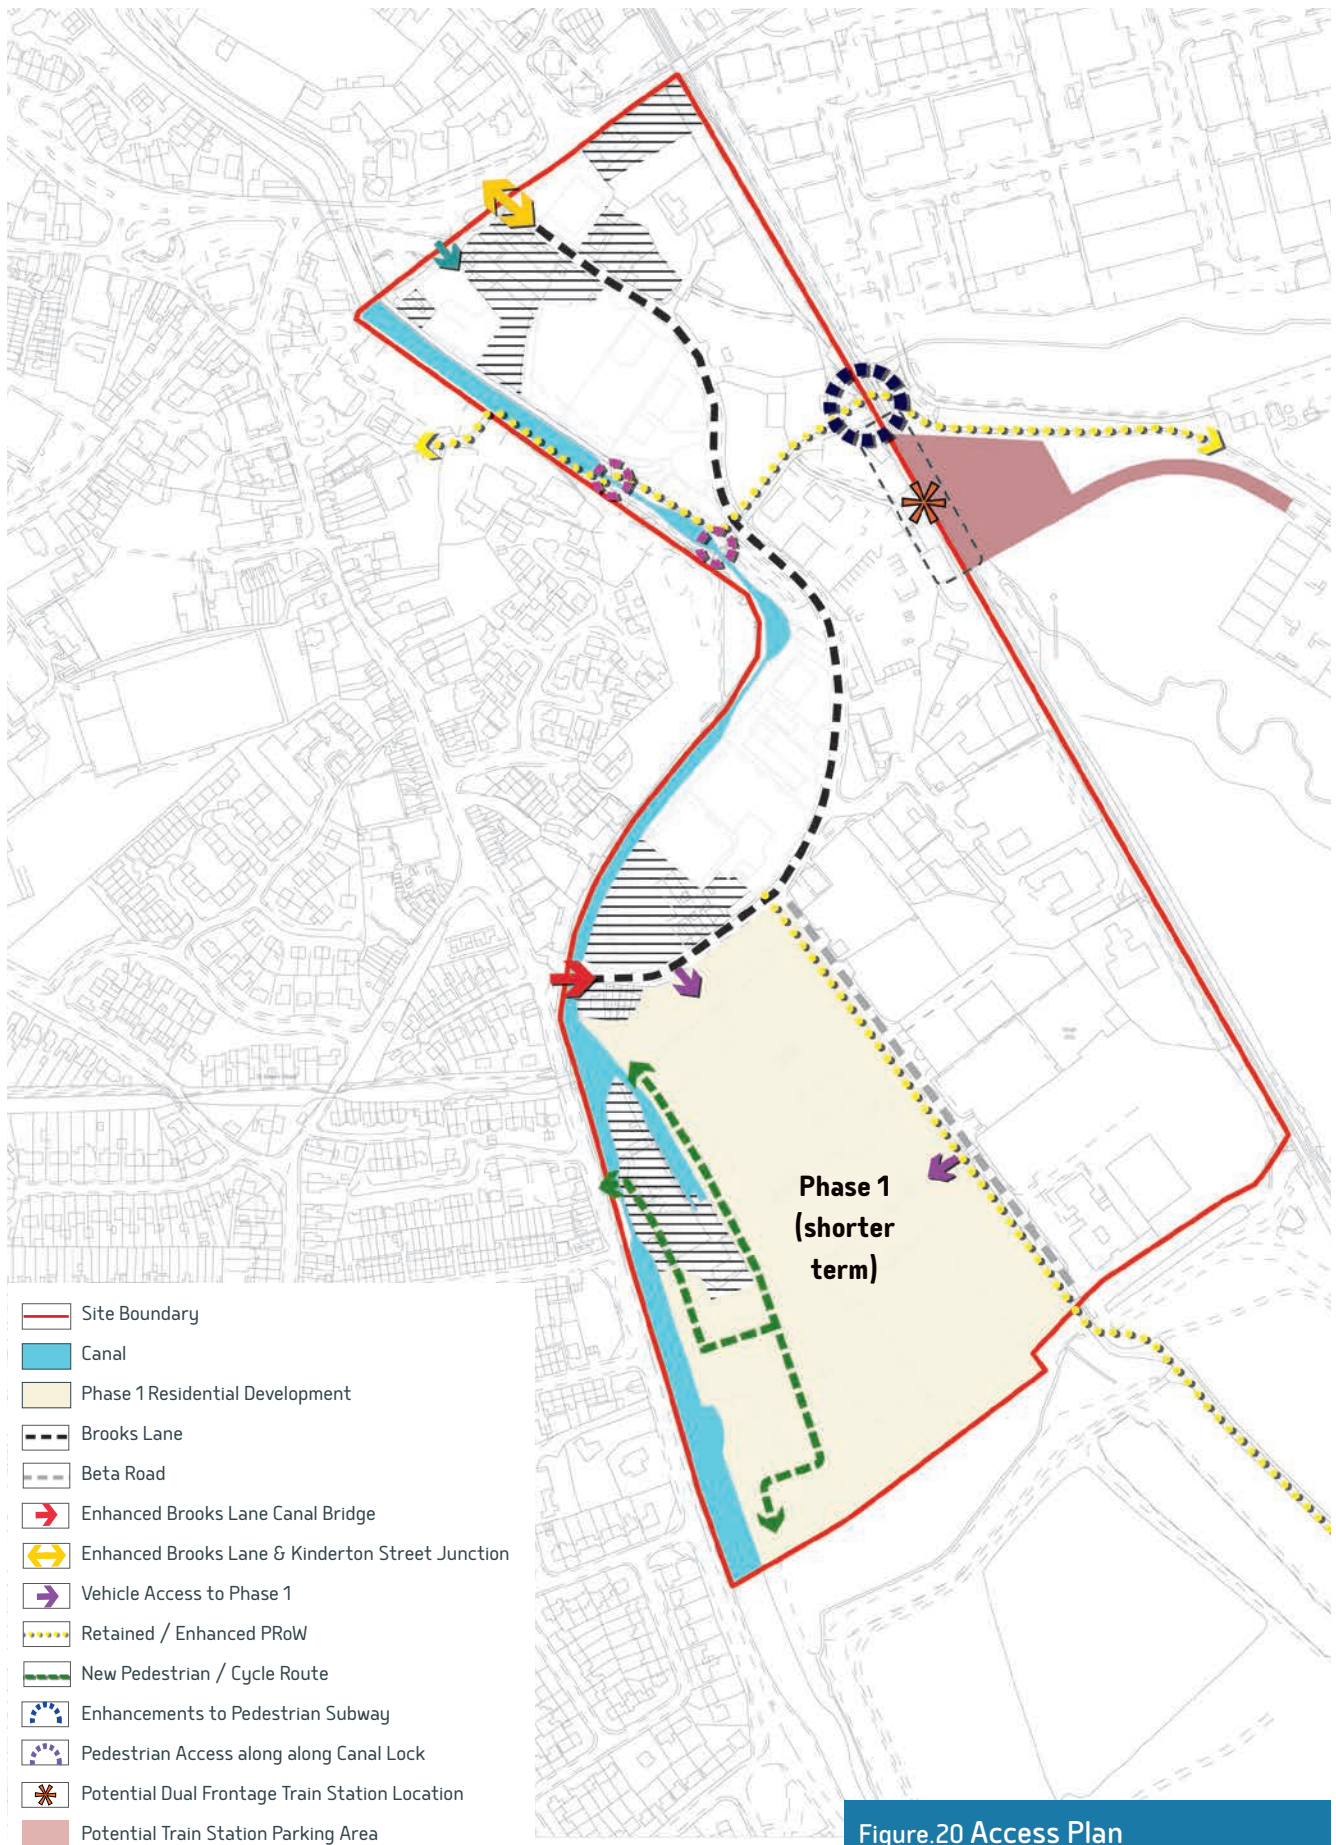 Phase 1
(shorter
term)
Site Boundary
Canal
Phase 1 Residential Development
Brooks Lane
Beta Road
Enhanced Brooks Lane Canal Bridge
Enhanced Brooks Lane & Kinderton Street Junction
Vehicle Access to Phase 1
Retained / Enhanced PRoW
New Pedestrian / Cycle Route
Enhancements to Pedestrian Subway
Pedestrian Access along along Canal Lock
Potential Dual Frontage Train Station Location
Potential Train Station Parking Area
Figure.20 Access Plan